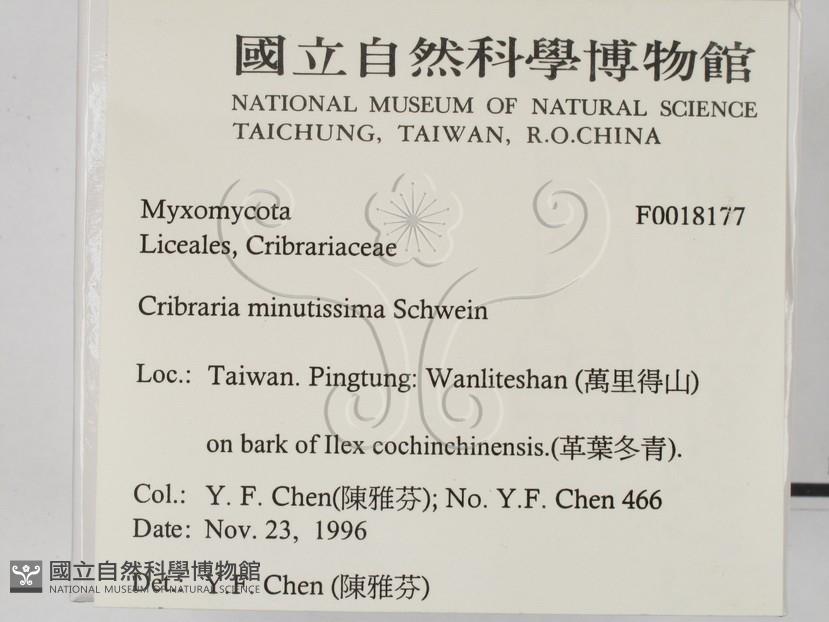 國立自然科學博物館
NATIONAL MUSEUM OF NATURAL SCIENCE
TAICHUNG, TAIWAN, R.O.CHINA
Myxomycota F0018177
Liceales, Cribrariaceae
Cribraria minutissima Schwein
Loc.: Taiwan. Pingtung: Wanliteshan (萬里得山)
on bark of Ilex cochinchinensis.(革葉冬青).
Col.: Y. F. Chen(陳雅芬); No. Y.F. Chen 466
Date: Nov. 23, 1996
Det.: Y.F. Chen (陳雅芬)
國立自然科學博物館
NATIONAL MUSEUM OF NATURAL SCIENCE